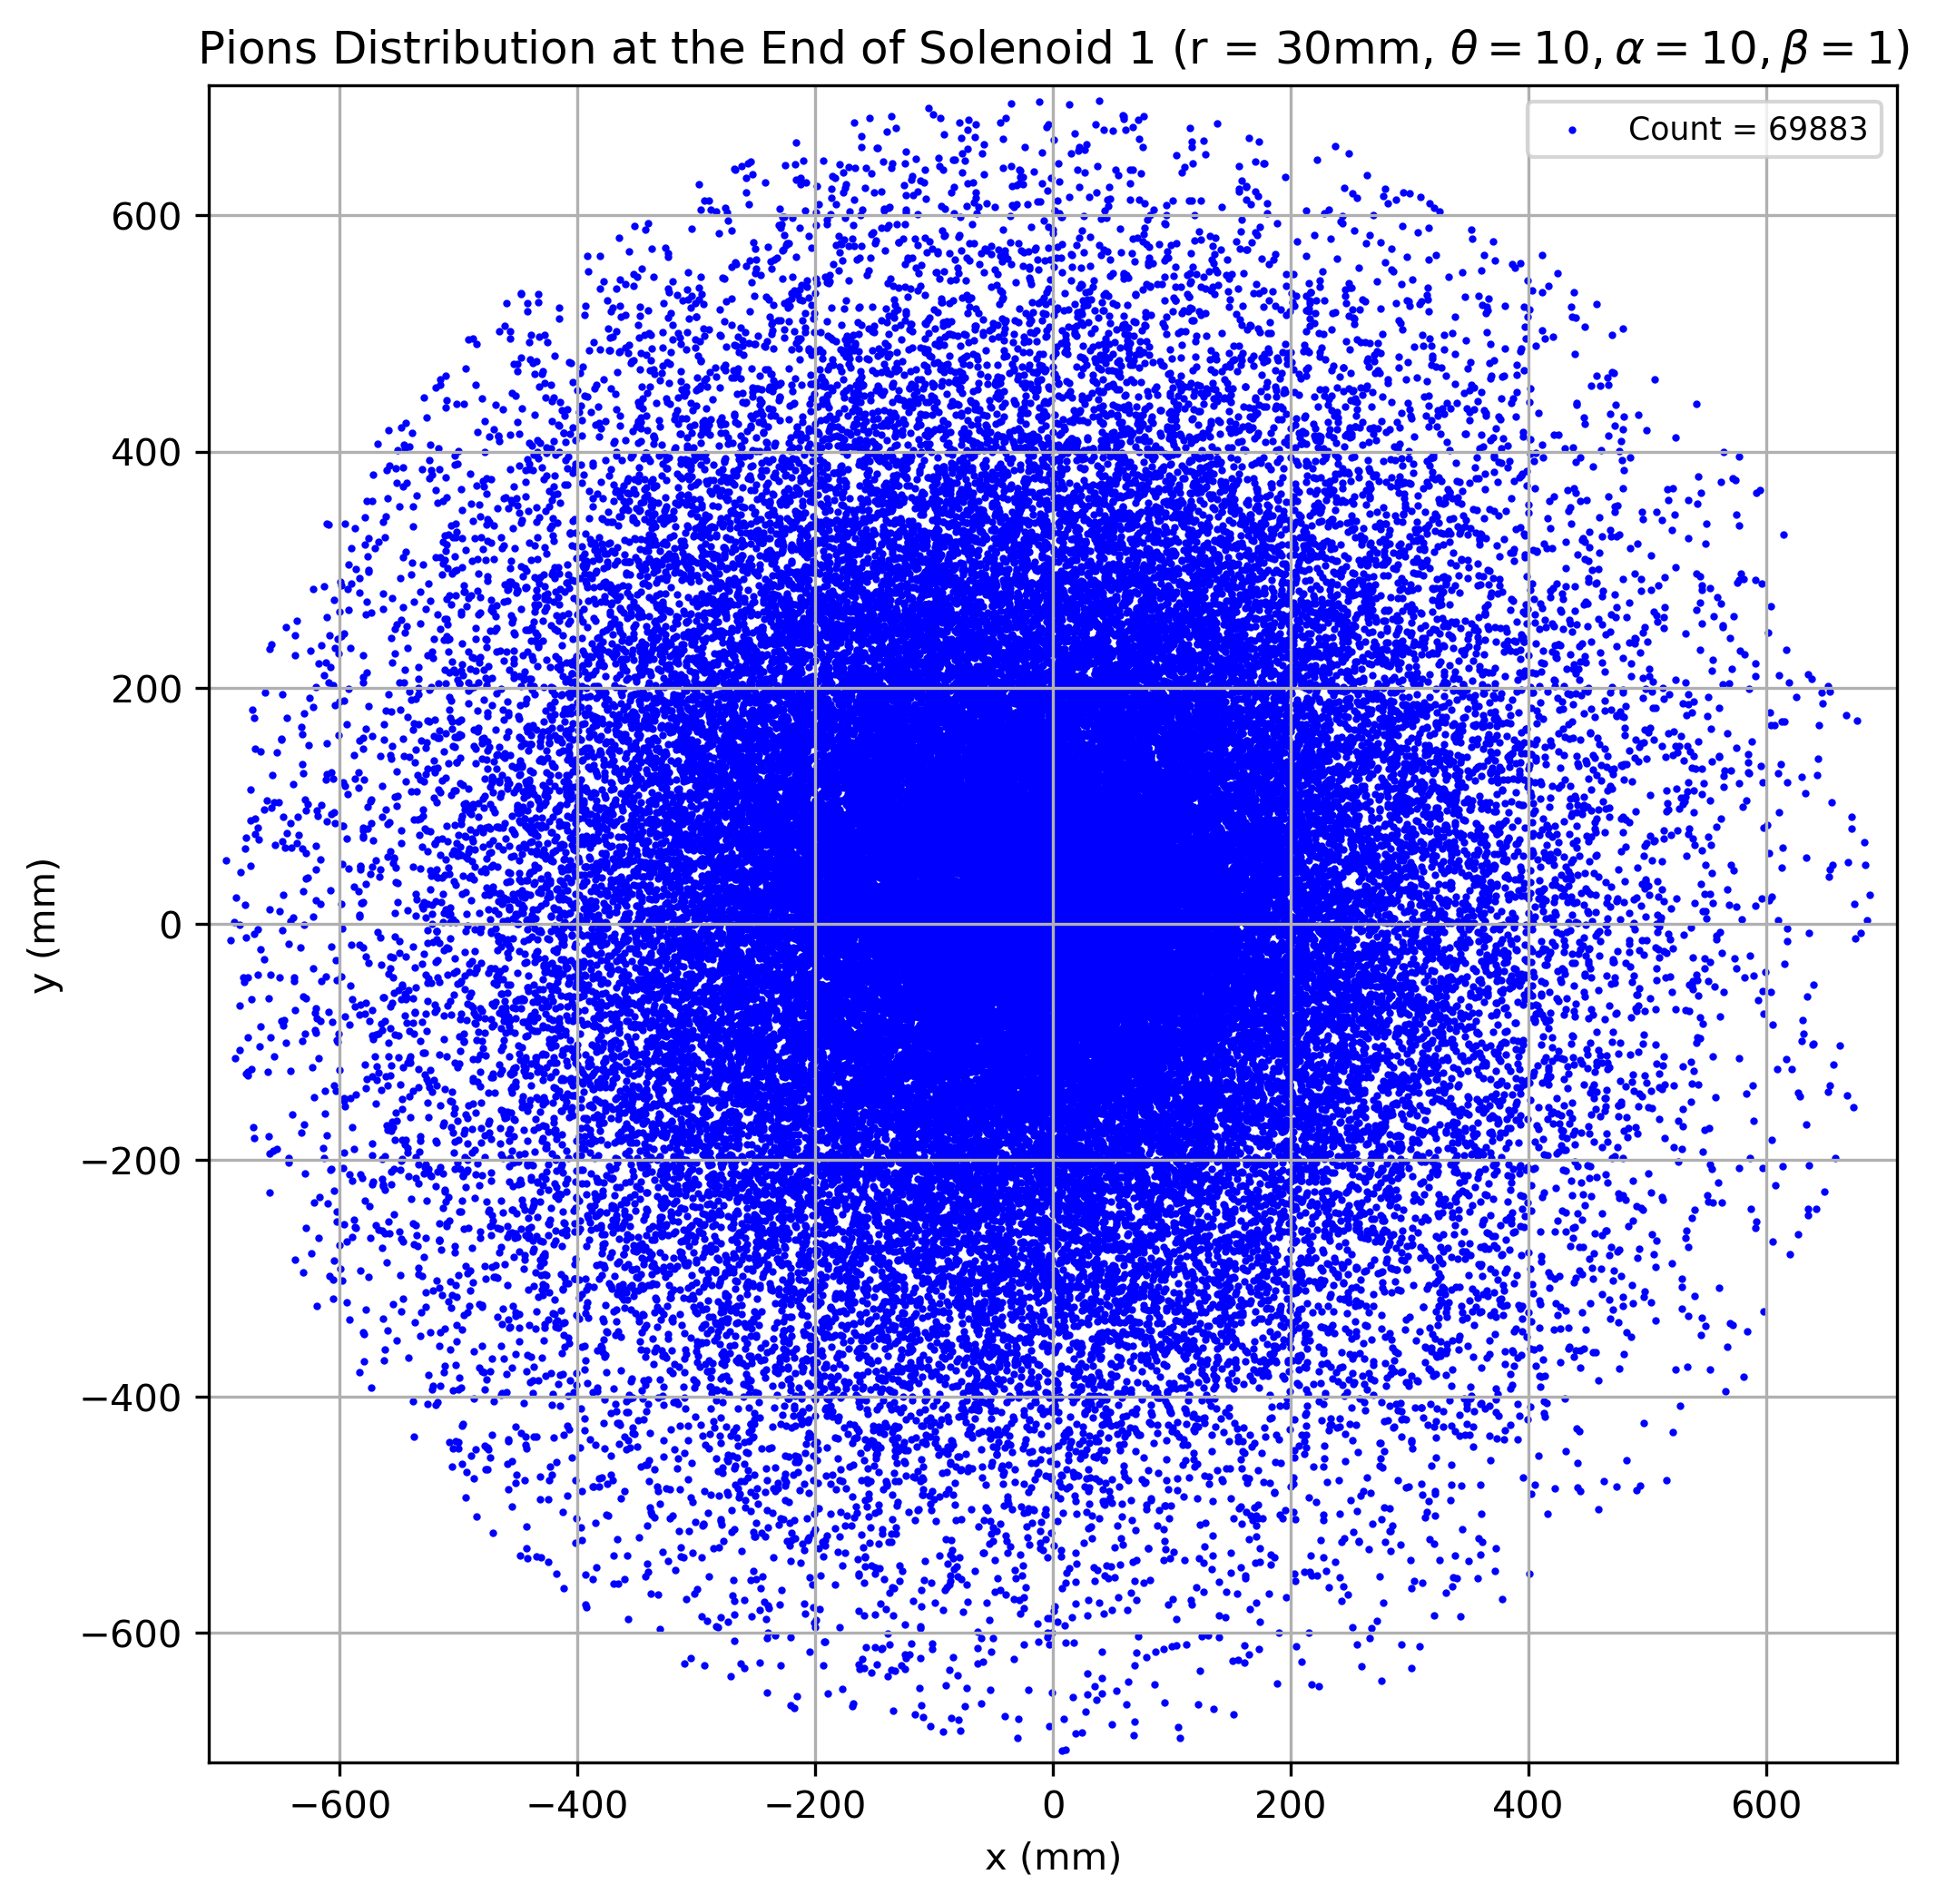 Pions Distribution at the End of Solenoid 1 (r = 30mm, θ = 10, α = 10, β = 1)
Count = 69883
600
400
200
0
−200
−400
−600
y (mm)
−600 −400 −200 0 200 400 600
x (mm)